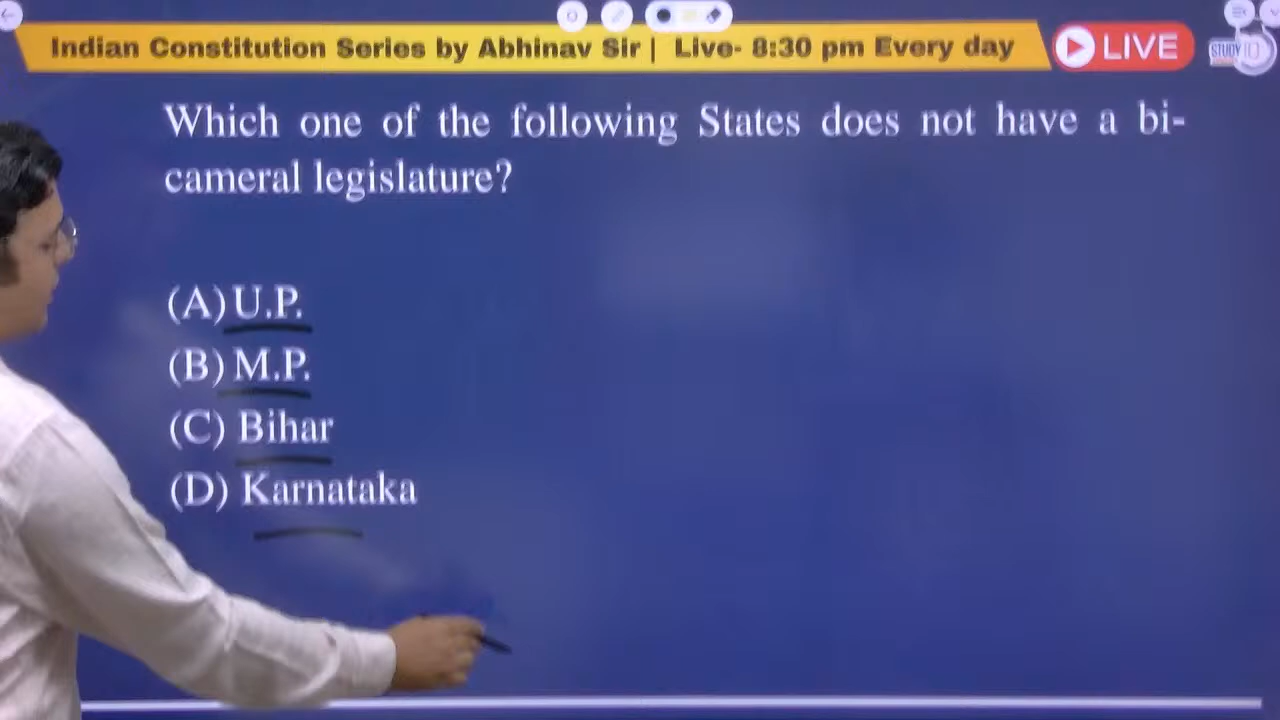 Indian Constitution Series by Abhinav Sir | Live- 8:30 pm Every day
LIVE
STUDY
Which one of the following States does not have a bi-
cameral legislature?
(A) U.P.
(B) M.P.
(C) Bihar
(D) Karnataka